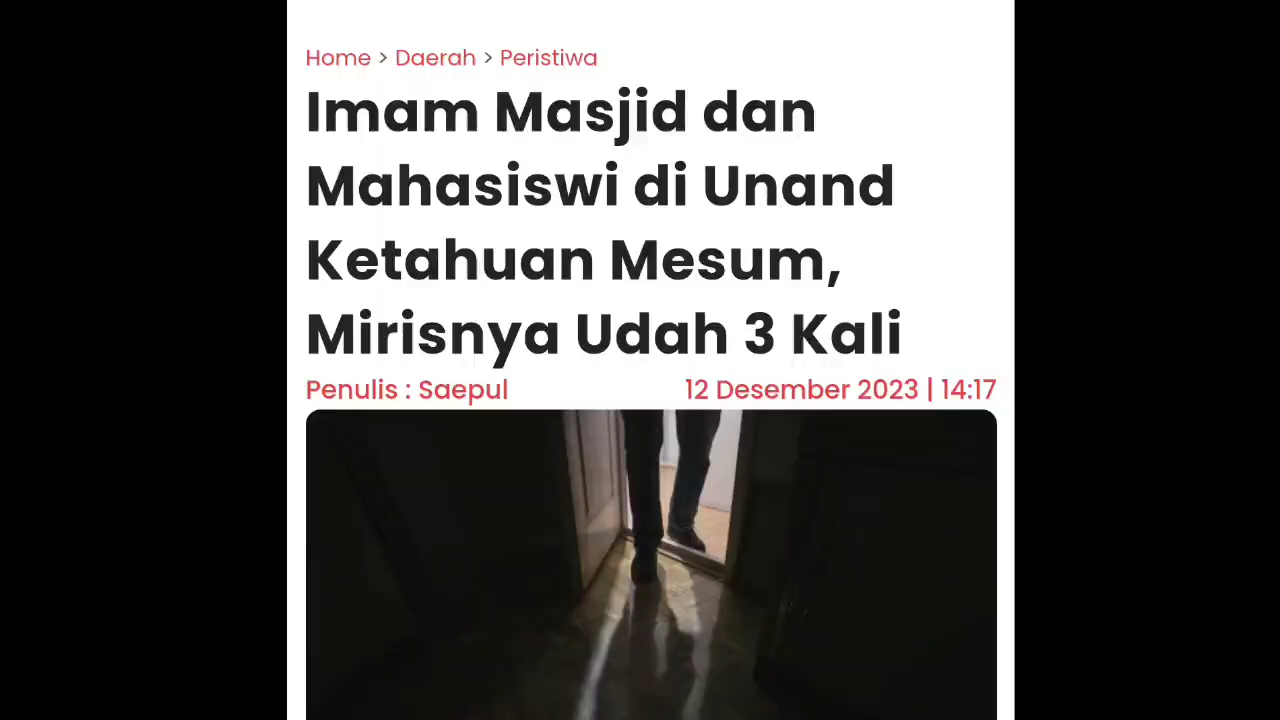 Home > Daerah > Peristiwa
Imam Masjid dan
Mahasiswi di Unand
Ketahuan Mesum,
Mirisnya Udah 3 Kali
Penulis : Saepul 12 Desember 2023 | 14:17